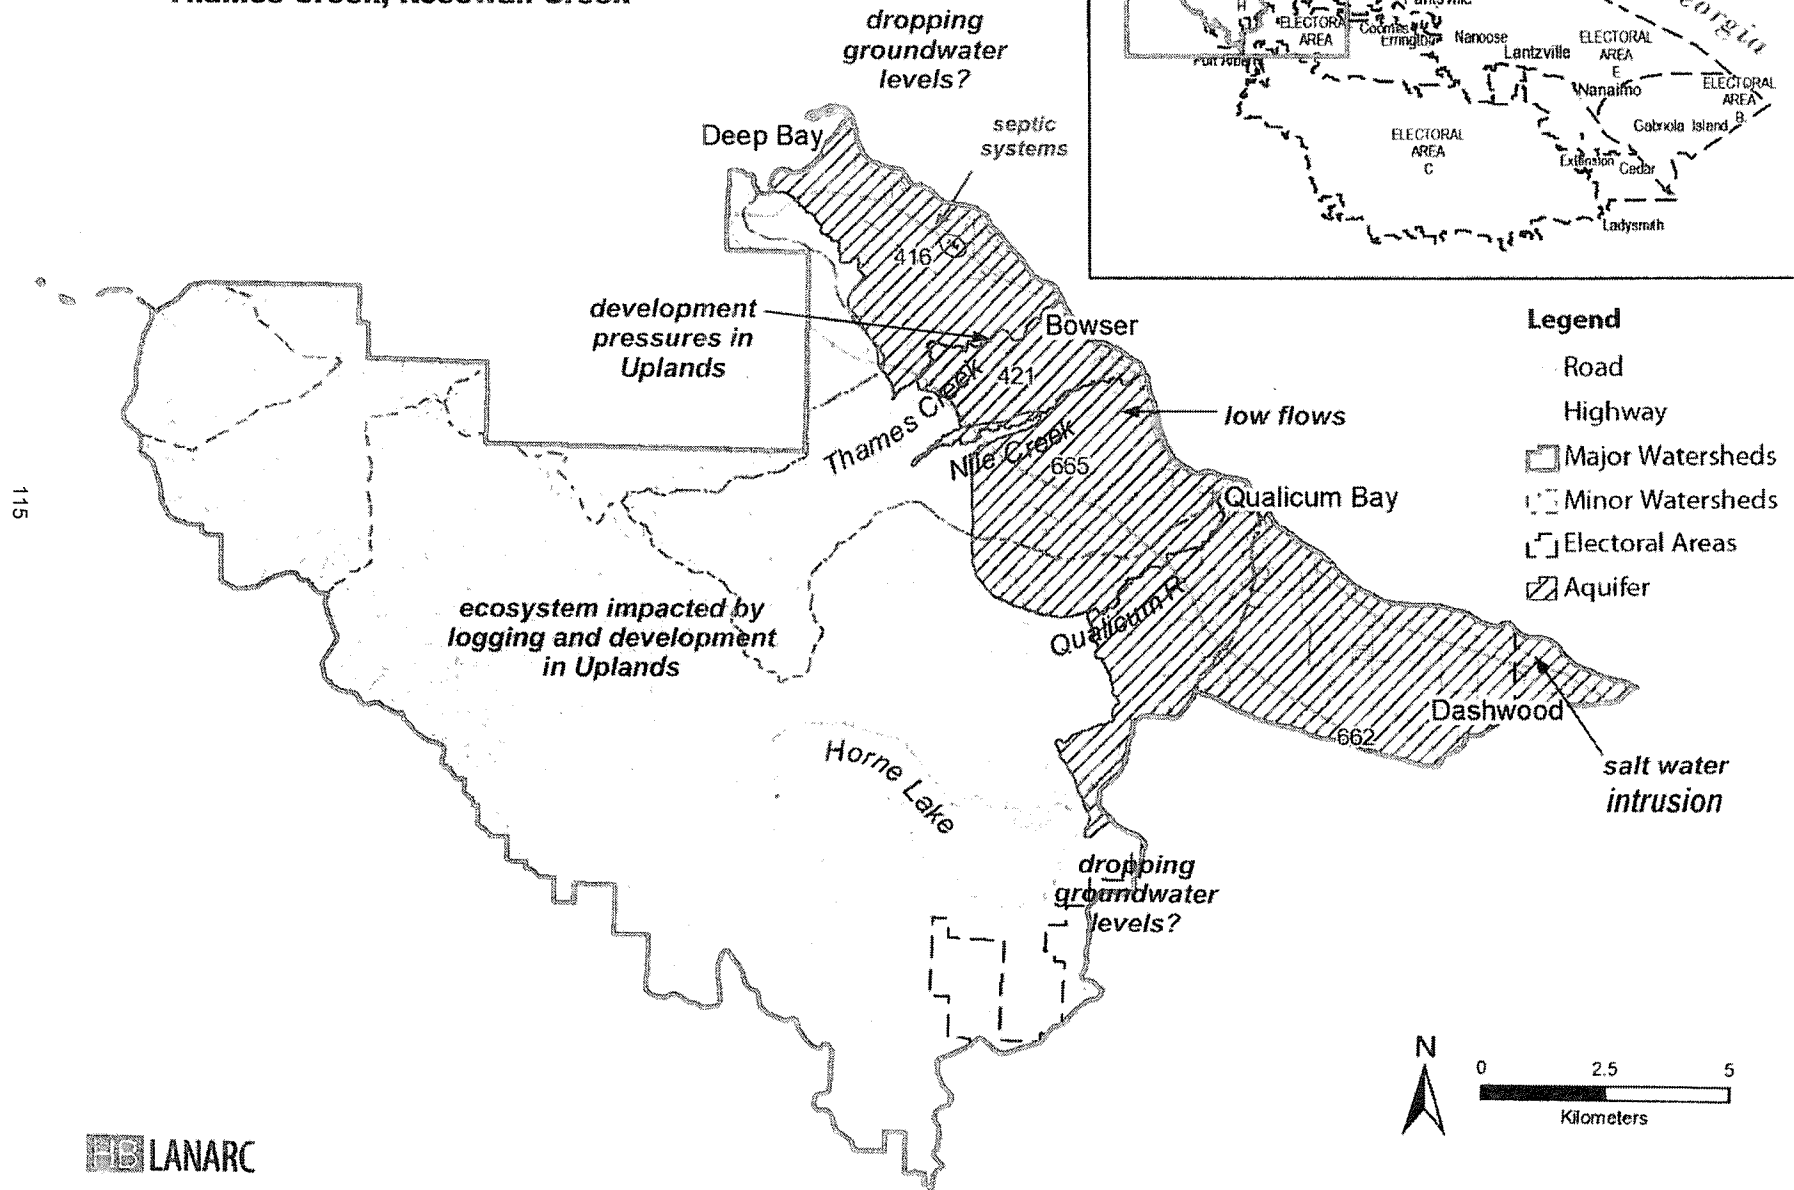 dropping
groundwater
levels?
Deep Bay
septic
systems
416
development
pressures in
Uplands
Bowser
421
Thames Creek
low flows
Nile Creek
665
Qualicum Bay
ecosystem impacted by
logging and development
in Uplands
Qualicum R
Dashwood
662
salt water
intrusion
Horne Lake
dropping
groundwater
levels?
ELECTORAL
AREA
Coombs
Errington
Nanoose
Lantzville
ELECTORAL
AREA
E
Nanaimo
ELECTORAL
AREA
B
Gabriola Island
ELECTORAL
AREA
C
Extension
Cedar
Ladysmith
Legend
Road
Highway
Major Watersheds
Minor Watersheds
Electoral Areas
Aquifer
115
N
0 2.5 5
Kilometers
HB LANARC